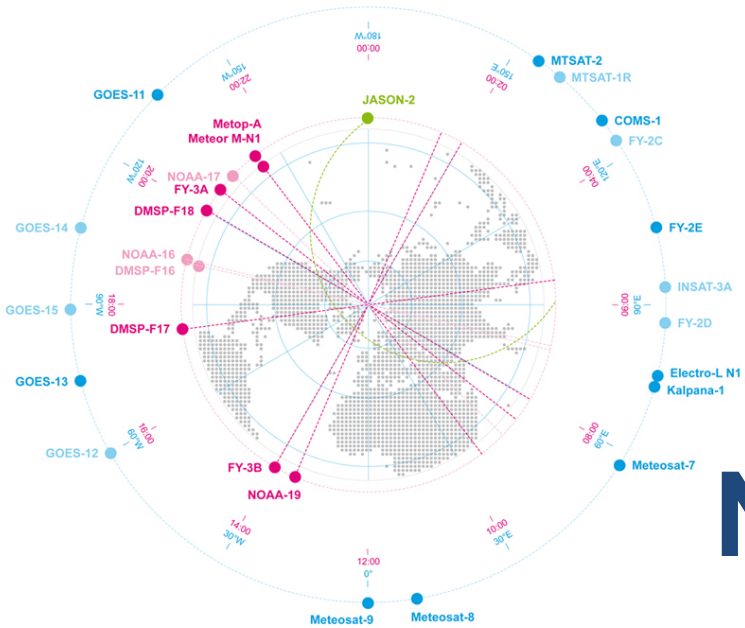 180°W
00:00
150°W
22:00
150°E
02:00
MTSAT-2
MTSAT-1R
GOES-11
JASON-2
COMS-1
FY-2C
Metop-A
Meteor M-N1
120°W
20:00
120°E
04:00
NOAA-17
FY-3A
DMSP-F18
GOES-14
FY-2E
NOAA-16
DMSP-F16
INSAT-3A
GOES-15
90°W
18:00
06:00
90°E
FY-2D
DMSP-F17
GOES-13
Electro-L N1
Kalpana-1
GOES-12
60°W
16:00
08:00
60°E
Meteosat-7
FY-3B
NOAA-19
N
14:00
30°W
10:00
30°E
12:00
0°
Meteosat-9
Meteosat-8